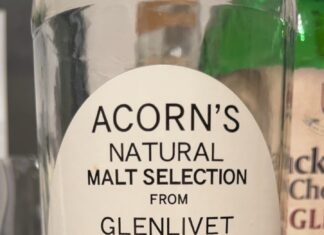 ACORN'S
NATURAL
MALT SELECTION
FROM
GLENLIVET